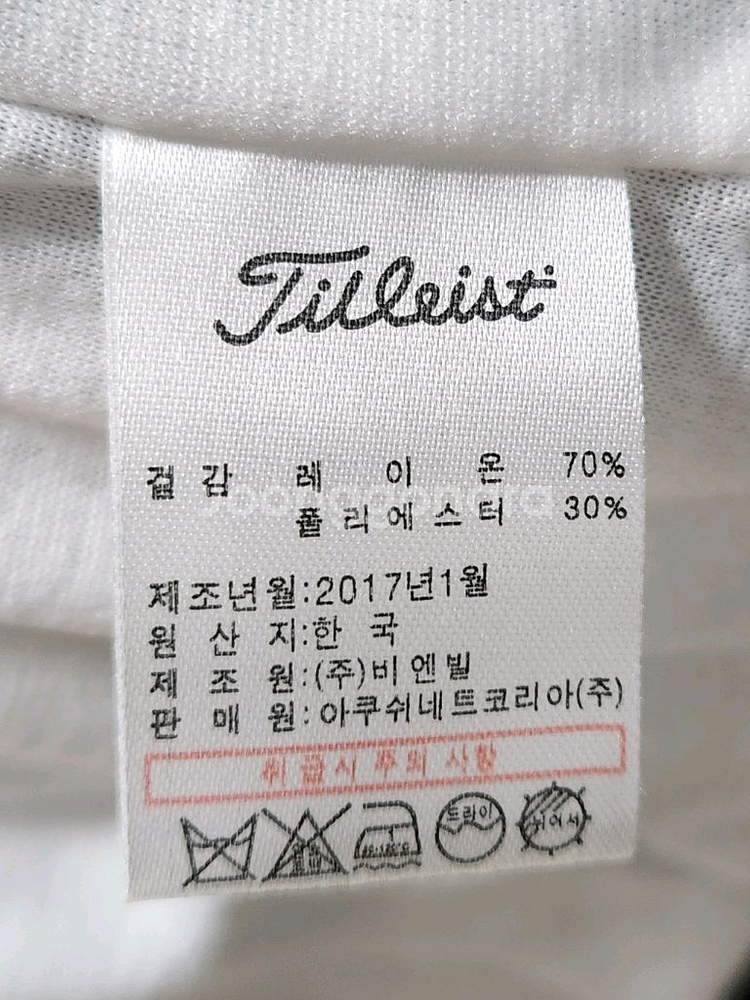 Titleist
겉감 레이온 70%
폴리에스터 30%
제조년월:2017년1월
원산지:한국
제조원:(주)비엔빌
판매원:아쿠쉬네트코리아(주)
취급시 주의 사항
드라이
뉘어서